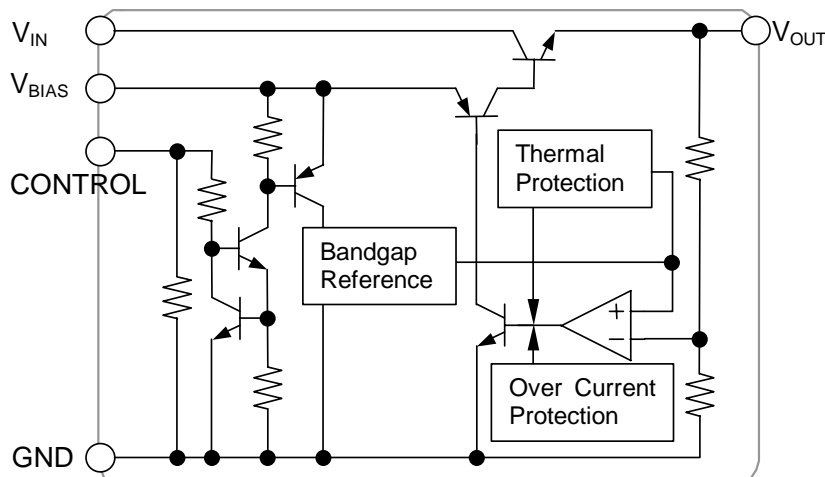 VIN
VOUT
VBIAS
CONTROL
Thermal
Protection
Bandgap
Reference
+
−
Over Current
Protection
GND